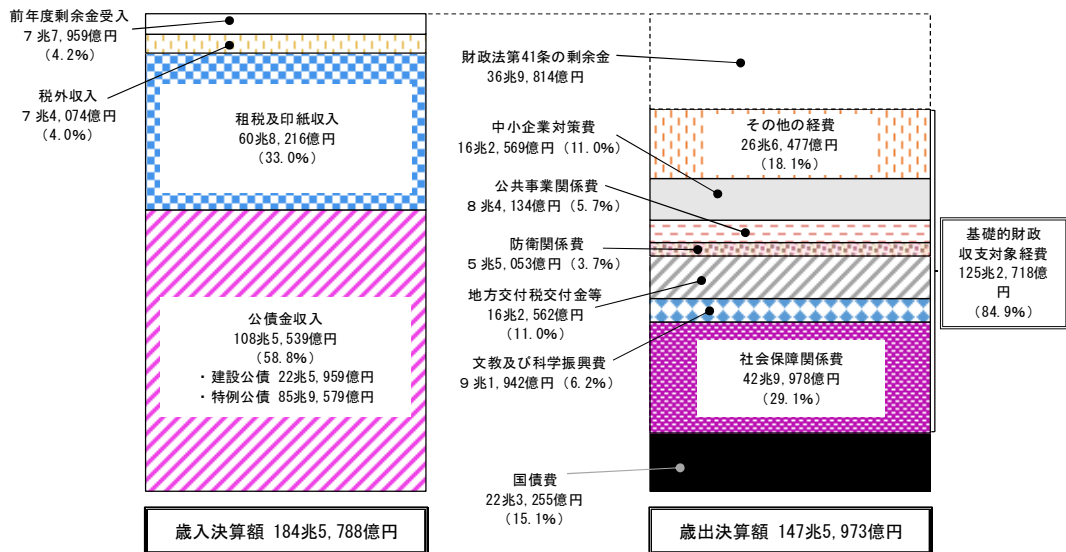 前年度剰余金受入
7兆7,959億円
(4.2%)
税外収入
7兆4,074億円
(4.0%)
租税及印紙収入
60兆8,216億円
(33.0%)
公債金収入
108兆5,539億円
(58.8%)
・建設公債 22兆5,959億円
・特例公債 85兆9,579億円
歳入決算額 184兆5,788億円
財政法第41条の剰余金
36兆9,814億円
その他の経費
26兆6,477億円
(18.1%)
中小企業対策費
16兆2,569億円(11.0%)
公共事業関係費
8兆4,134億円(5.7%)
防衛関係費
5兆5,053億円(3.7%)
地方交付税交付金等
16兆2,562億円
(11.0%)
文教及び科学振興費
9兆1,942億円(6.2%)
社会保障関係費
42兆9,978億円
(29.1%)
国債費
22兆3,255億円
(15.1%)
基礎的財政
収支対象経費
125兆2,718億
円
(84.9%)
歳出決算額 147兆5,973億円